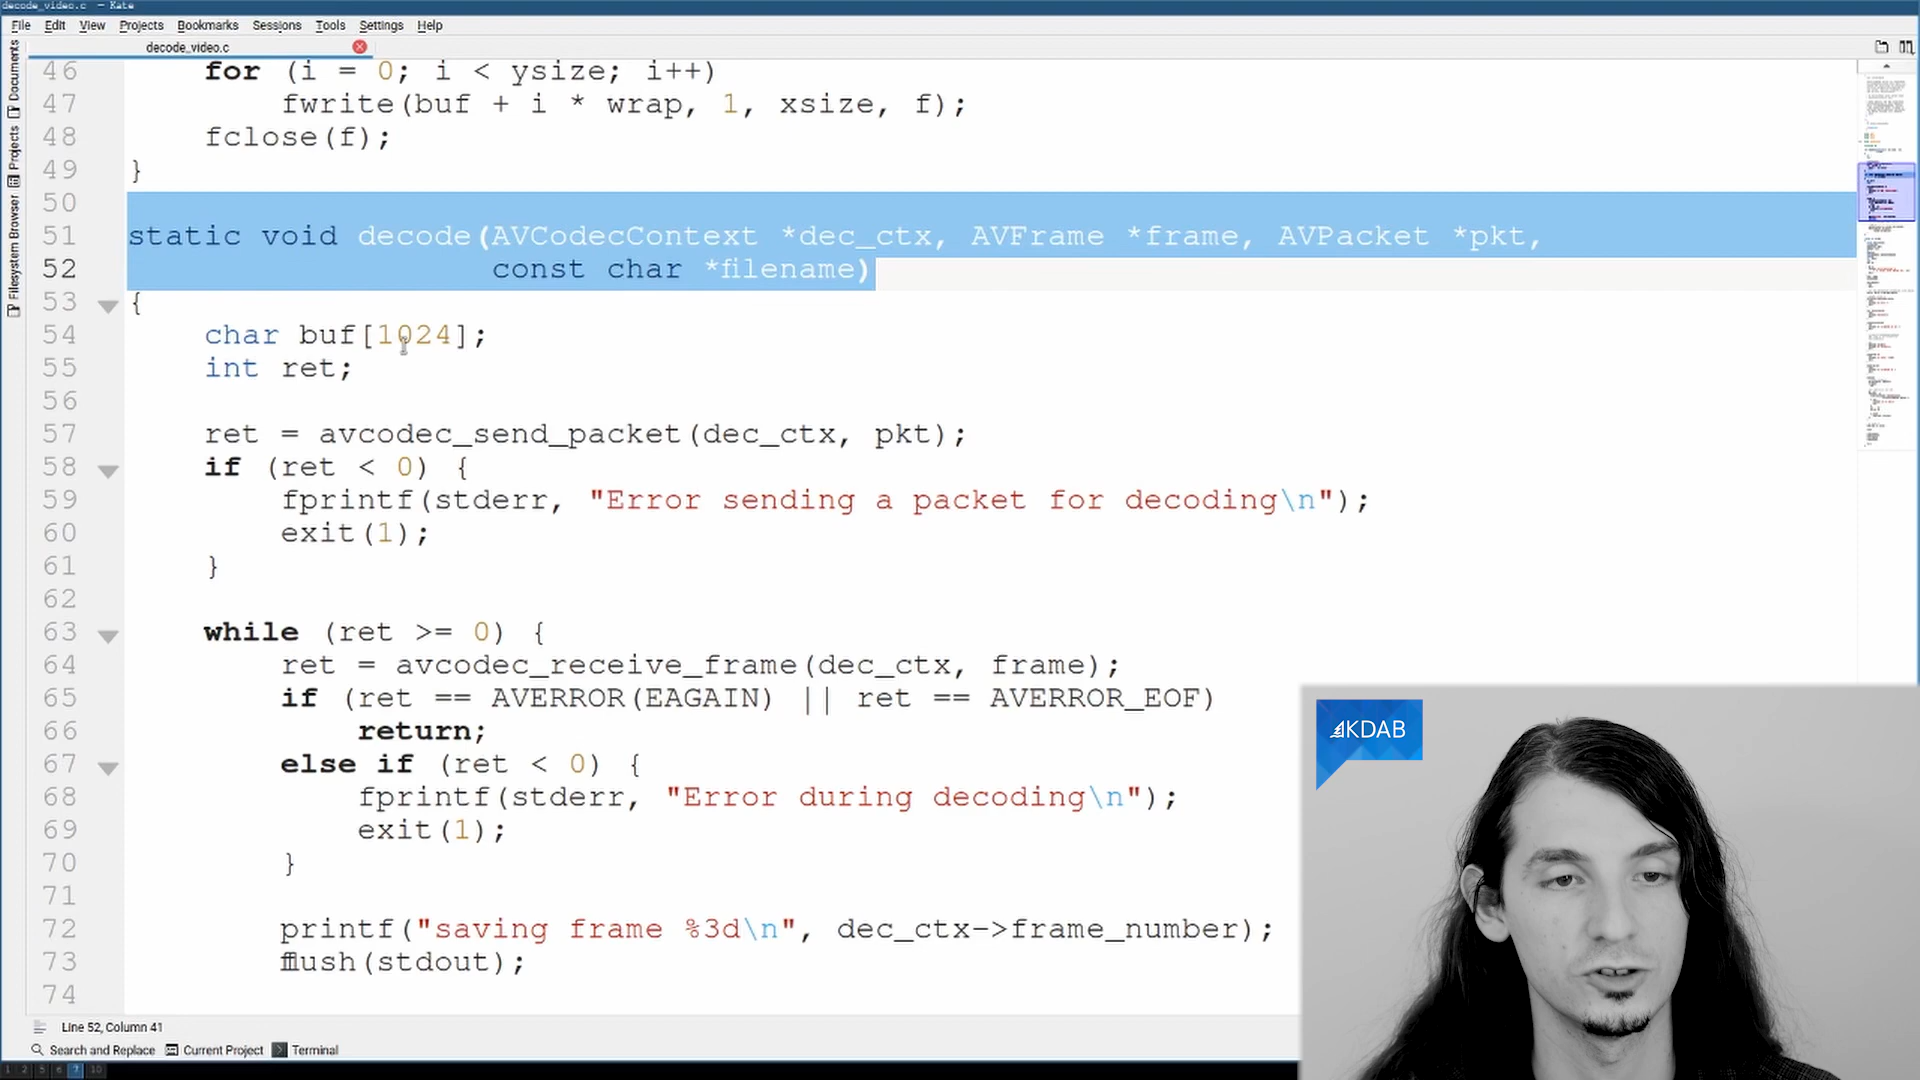 decode_video.c — Kate
File Edit View Projects Bookmarks Sessions Tools Settings Help
decode_video.c
Documents
Projects
Filesystem Browser
46 for (i = 0; i < ysize; i++)
47 fwrite(buf + i * wrap, 1, xsize, f);
48 fclose(f);
49 }
50
51 static void decode(AVCodecContext *dec_ctx, AVFrame *frame, AVPacket *pkt,
52 const char *filename)
53 {
54 char buf[1024];
55 int ret;
56
57 ret = avcodec_send_packet(dec_ctx, pkt);
58 if (ret < 0) {
59 fprintf(stderr, "Error sending a packet for decoding\n");
60 exit(1);
61 }
62
63 while (ret >= 0) {
64 ret = avcodec_receive_frame(dec_ctx, frame);
65 if (ret == AVERROR(EAGAIN) || ret == AVERROR_EOF)
66 return;
67 else if (ret < 0) {
68 fprintf(stderr, "Error during decoding\n");
69 exit(1);
70 }
71
72 printf("saving frame %3d\n", dec_ctx->frame_number);
73 fflush(stdout);
74
KDAB
Line 52, Column 41
Search and Replace Current Project Terminal
1 2 5 6 7 10